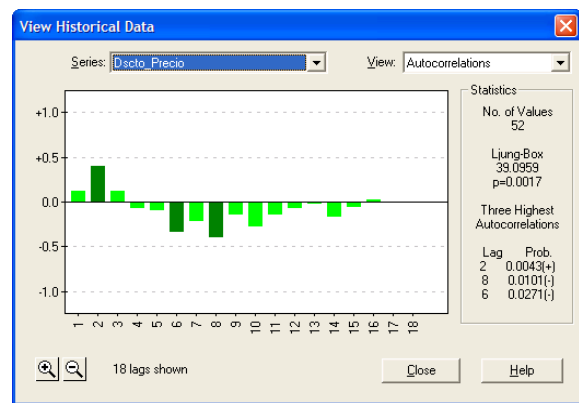 View Historical Data
Series: Dscto_Precio
View: Autocorrelations
Statistics
No. of Values
52
Ljung-Box
39.0959
p=0.0017
Three Highest
Autocorrelations
Lag Prob.
2 0.0043(+)
8 0.0101(-)
6 0.0271(-)
+1.0
+0.5
0.0
-0.5
-1.0
1 2 3 4 5 6 7 8 9 10 11 12 13 14 15 16 17 18
18 lags shown
Close
Help